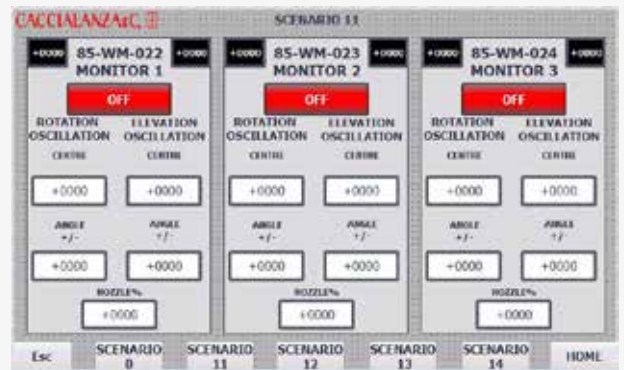 CACCIALANZA & C. SCENARIO 11
+0000 85-WM-022 +0000 +0000 85-WM-023 +0000 +0000 85-WM-024 +0000
MONITOR 1 MONITOR 2 MONITOR 3
OFF OFF OFF
ROTATION ELEVATION ROTATION ELEVATION ROTATION ELEVATION
OSCILLATION OSCILLATION OSCILLATION OSCILLATION OSCILLATION OSCILLATION
CENTRE CENTRE CENTRE CENTRE CENTRE CENTRE
+0000 +0000 +0000 +0000 +0000 +0000
ANGLE ANGLE ANGLE ANGLE ANGLE ANGLE
+/- +/- +/- +/- +/- +/-
+0000 +0000 +0000 +0000 +0000 +0000
NOZZLE% NOZZLE% NOZZLE%
+0000 +0000 +0000
Esc SCENARIO SCENARIO SCENARIO SCENARIO SCENARIO HOME
0 11 12 13 14